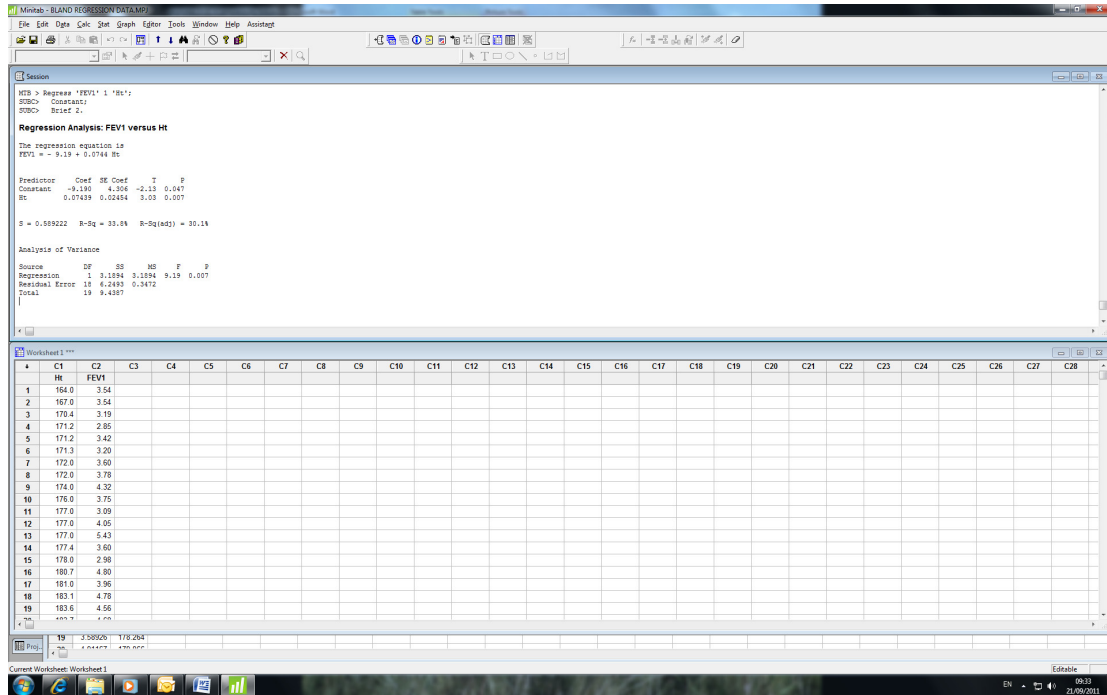 Minitab - BLAND REGRESSION DATA.MPJ
File Edit Data Calc Stat Graph Editor Tools Window Help Assistant
Session
MTB > Regress 'FEV1' 1 'Ht';
SUBC> Constant;
SUBC> Brief 2.
Regression Analysis: FEV1 versus Ht
The regression equation is
FEV1 = - 9.19 + 0.0744 Ht
Predictor Coef SE Coef T P
Constant -9.190 4.306 -2.13 0.047
Ht 0.07439 0.02454 3.03 0.007
S = 0.589222 R-Sq = 33.8% R-Sq(adj) = 30.1%
Analysis of Variance
Source DF SS MS F P
Regression 1 3.1894 3.1894 9.19 0.007
Residual Error 18 6.2493 0.3472
Total 19 9.4387
Worksheet 1 ***
C1 C2 C3 C4 C5 C6 C7 C8 C9 C10 C11 C12 C13 C14 C15 C16 C17 C18 C19 C20 C21 C22 C23 C24 C25 C26 C27 C28
Ht FEV1
1 164.0 3.54
2 167.0 3.54
3 170.4 3.19
4 171.2 2.85
5 171.2 3.42
6 171.3 3.20
7 172.0 3.60
8 172.0 3.78
9 174.0 4.32
10 176.0 3.75
11 177.0 3.09
12 177.0 4.05
13 177.0 5.43
14 177.4 3.60
15 178.0 2.98
16 180.7 4.80
17 181.0 3.96
18 183.1 4.78
19 183.6 4.56
Proj...
19 3.58926 178.264
Current Worksheet: Worksheet 1
Editable
EN
09:33
21/09/2011